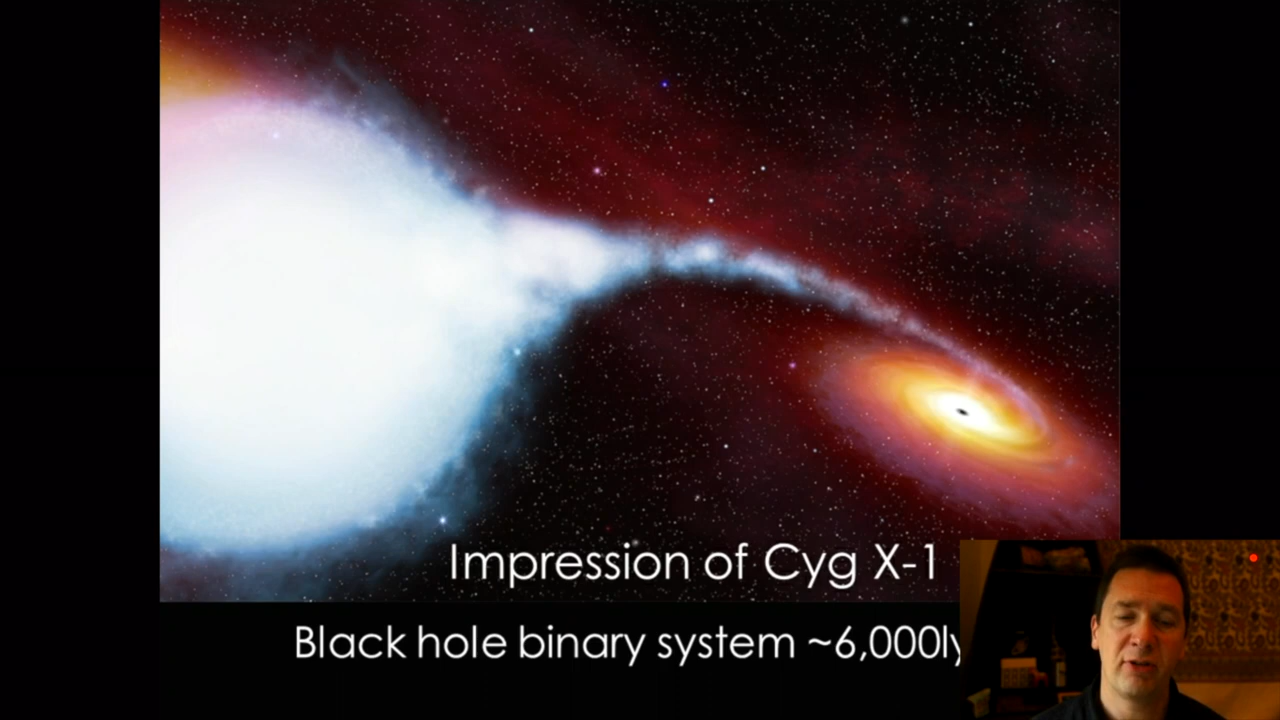 Impression of Cyg X-1
Black hole binary system ~6,000ly